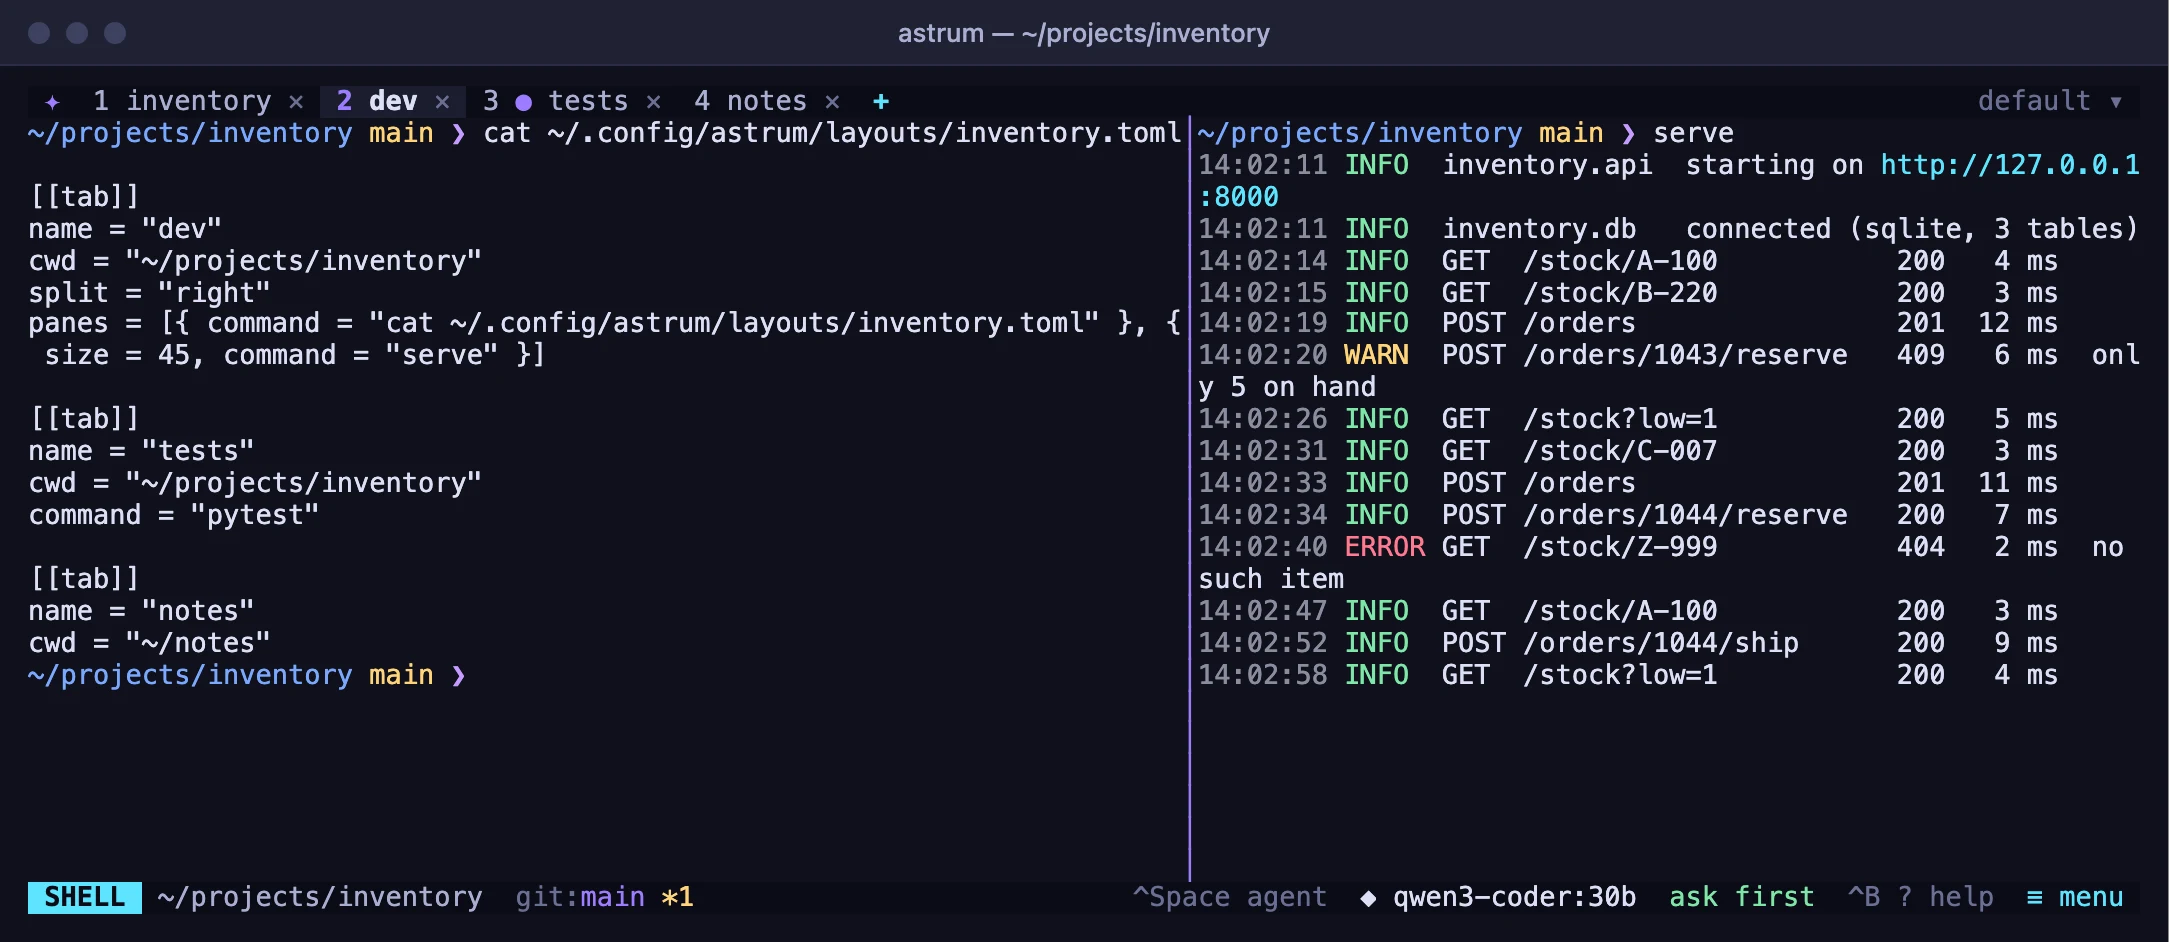 astrum — ~/projects/inventory
✦ 1 inventory × 2 dev × 3 ● tests × 4 notes × + default ▾
~/projects/inventory main ❯ cat ~/.config/astrum/layouts/inventory.toml

[[tab]]
name = "dev"
cwd = "~/projects/inventory"
split = "right"
panes = [{ command = "cat ~/.config/astrum/layouts/inventory.toml" }, {
 size = 45, command = "serve" }]

[[tab]]
name = "tests"
cwd = "~/projects/inventory"
command = "pytest"

[[tab]]
name = "notes"
cwd = "~/notes"
~/projects/inventory main ❯
~/projects/inventory main ❯ serve
14:02:11 INFO  inventory.api  starting on http://127.0.0.1
:8000
14:02:11 INFO  inventory.db   connected (sqlite, 3 tables)
14:02:14 INFO  GET  /stock/A-100           200   4 ms
14:02:15 INFO  GET  /stock/B-220           200   3 ms
14:02:19 INFO  POST /orders                201  12 ms
14:02:20 WARN  POST /orders/1043/reserve   409   6 ms  onl
y 5 on hand
14:02:26 INFO  GET  /stock?low=1           200   5 ms
14:02:31 INFO  GET  /stock/C-007           200   3 ms
14:02:33 INFO  POST /orders                201  11 ms
14:02:34 INFO  POST /orders/1044/reserve   200   7 ms
14:02:40 ERROR GET  /stock/Z-999           404   2 ms  no
such item
14:02:47 INFO  GET  /stock/A-100           200   3 ms
14:02:52 INFO  POST /orders/1044/ship      200   9 ms
14:02:58 INFO  GET  /stock?low=1           200   4 ms
SHELL ~/projects/inventory git:main *1 ^Space agent ◆ qwen3-coder:30b ask first ^B ? help ≡ menu